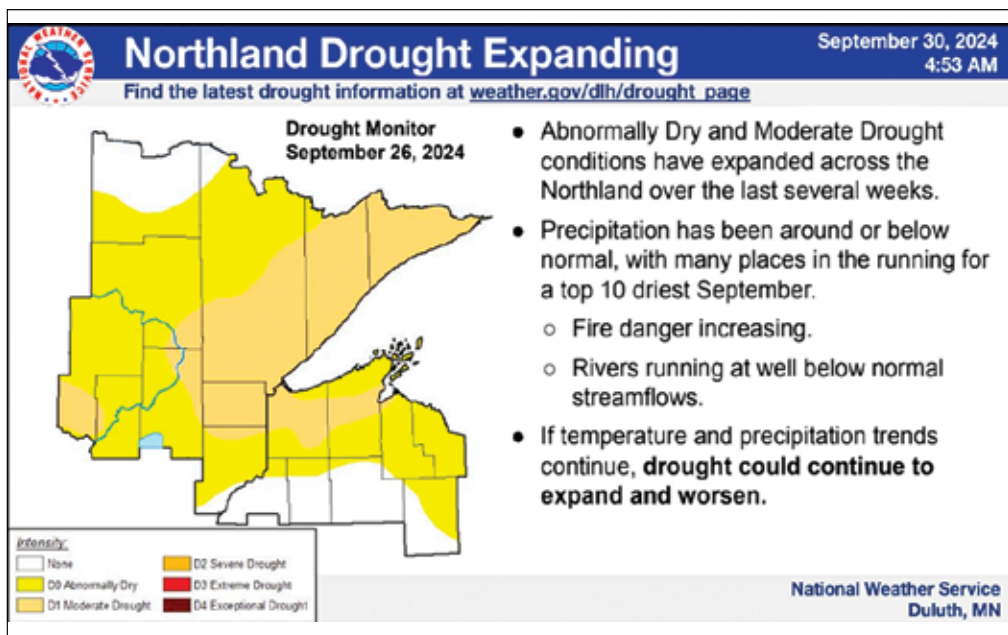 NATIONAL WEATHER SERVICE
Northland Drought Expanding
September 30, 2024
4:53 AM
Find the latest drought information at weather.gov/dlh/drought_page
Drought Monitor
September 26, 2024
● Abnormally Dry and Moderate Drought
conditions have expanded across the
Northland over the last several weeks.
● Precipitation has been around or below
normal, with many places in the running for
a top 10 driest September.
○ Fire danger increasing.
○ Rivers running at well below normal
streamflows.
● If temperature and precipitation trends
continue, drought could continue to
expand and worsen.
Intensity:
None
D0 Abnormally Dry
D1 Moderate Drought
D2 Severe Drought
D3 Extreme Drought
D4 Exceptional Drought
National Weather Service
Duluth, MN